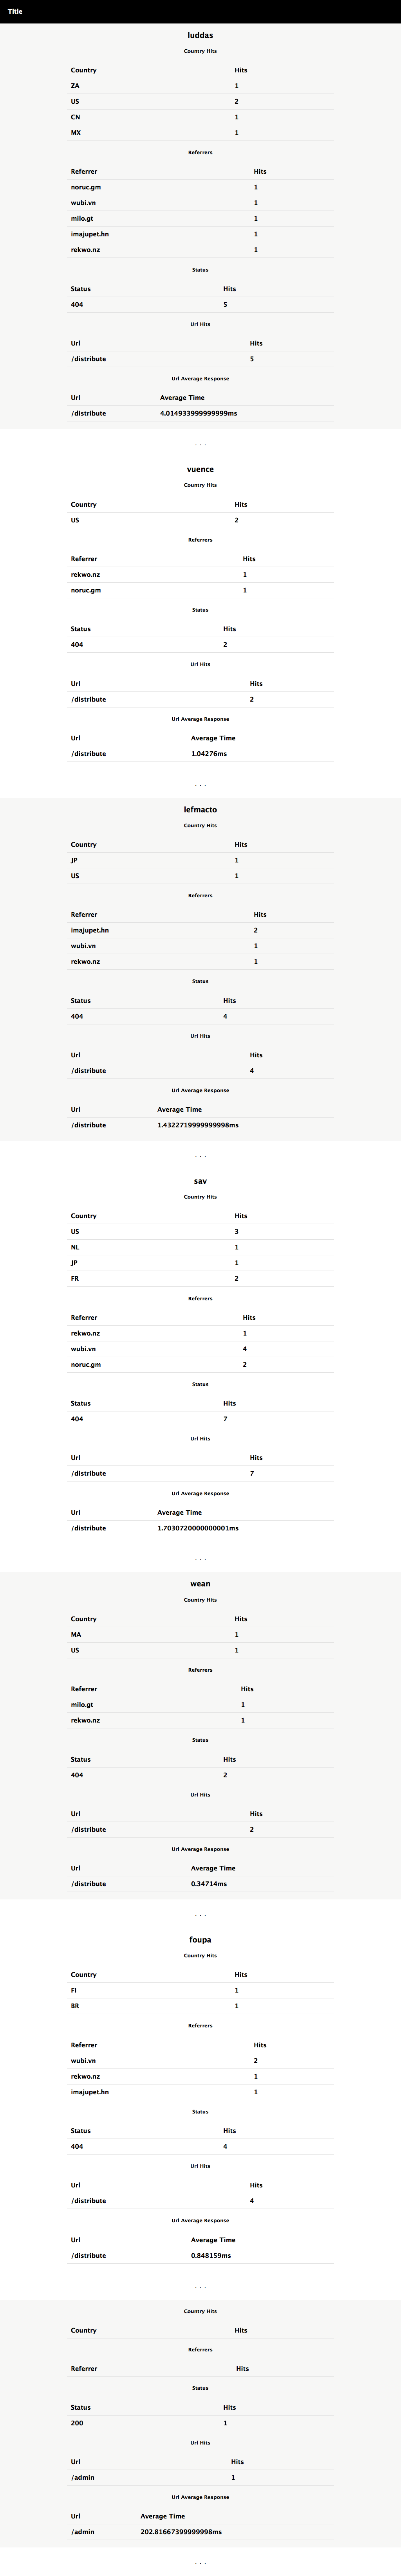 Title
luddas
Country Hits
Country Hits
ZA 1
US 2
CN 1
MX 1
Referrers
Referrer Hits
noruc.gm 1
wubi.vn 1
milo.gt 1
imajupet.hn 1
rekwo.nz 1
Status
Status Hits
404 5
Url Hits
Url Hits
/distribute 5
Url Average Response
Url Average Time
/distribute 4.014933999999999ms
. . .
vuence
Country Hits
Country Hits
US 2
Referrers
Referrer Hits
rekwo.nz 1
noruc.gm 1
Status
Status Hits
404 2
Url Hits
Url Hits
/distribute 2
Url Average Response
Url Average Time
/distribute 1.04276ms
. . .
lefmacto
Country Hits
Country Hits
JP 1
US 1
Referrers
Referrer Hits
imajupet.hn 2
wubi.vn 1
rekwo.nz 1
Status
Status Hits
404 4
Url Hits
Url Hits
/distribute 4
Url Average Response
Url Average Time
/distribute 1.4322719999999998ms
. . .
sav
Country Hits
Country Hits
US 3
NL 1
JP 1
FR 2
Referrers
Referrer Hits
rekwo.nz 1
wubi.vn 4
noruc.gm 2
Status
Status Hits
404 7
Url Hits
Url Hits
/distribute 7
Url Average Response
Url Average Time
/distribute 1.7030720000000001ms
. . .
wean
Country Hits
Country Hits
MA 1
US 1
Referrers
Referrer Hits
milo.gt 1
rekwo.nz 1
Status
Status Hits
404 2
Url Hits
Url Hits
/distribute 2
Url Average Response
Url Average Time
/distribute 0.34714ms
. . .
foupa
Country Hits
Country Hits
FI 1
BR 1
Referrers
Referrer Hits
wubi.vn 2
rekwo.nz 1
imajupet.hn 1
Status
Status Hits
404 4
Url Hits
Url Hits
/distribute 4
Url Average Response
Url Average Time
/distribute 0.848159ms
. . .
Country Hits
Country Hits
Referrers
Referrer Hits
Status
Status Hits
200 1
Url Hits
Url Hits
/admin 1
Url Average Response
Url Average Time
/admin 202.81667399999998ms
. . .